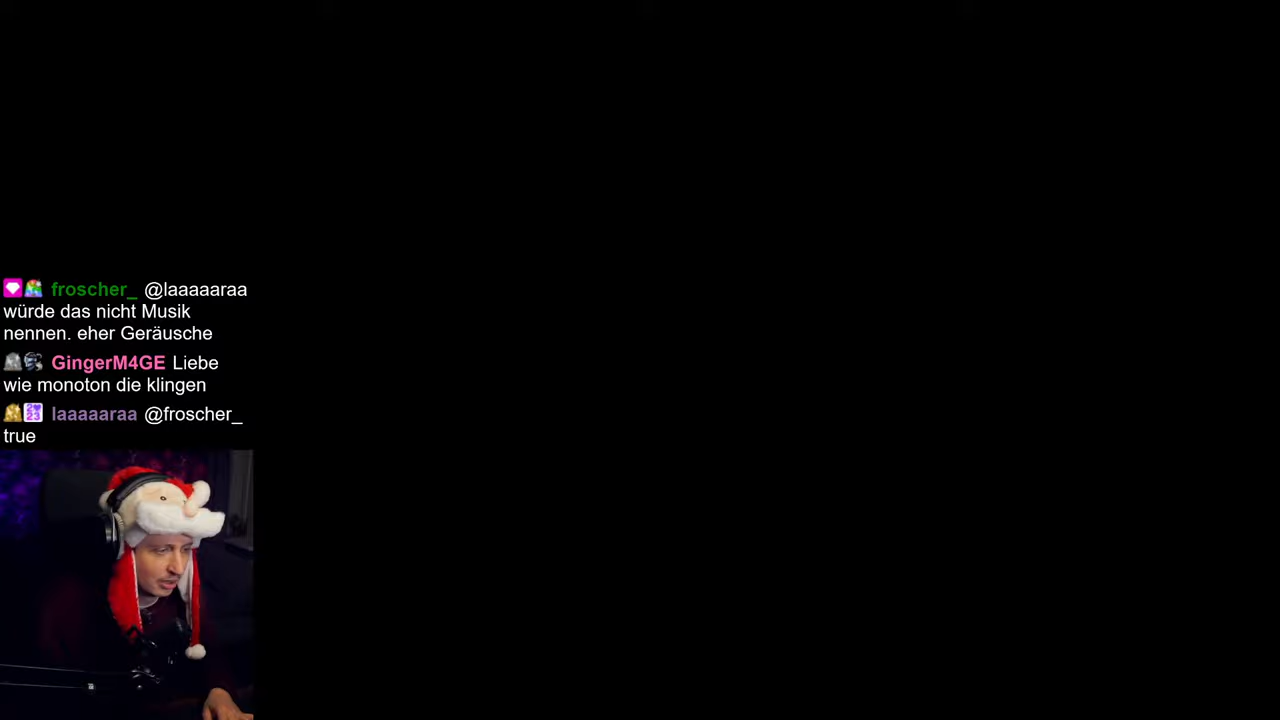 froscher_ @laaaaaraa
würde das nicht Musik
nennen. eher Geräusche
GingerM4GE Liebe
wie monoton die klingen
laaaaaraa @froscher_
true